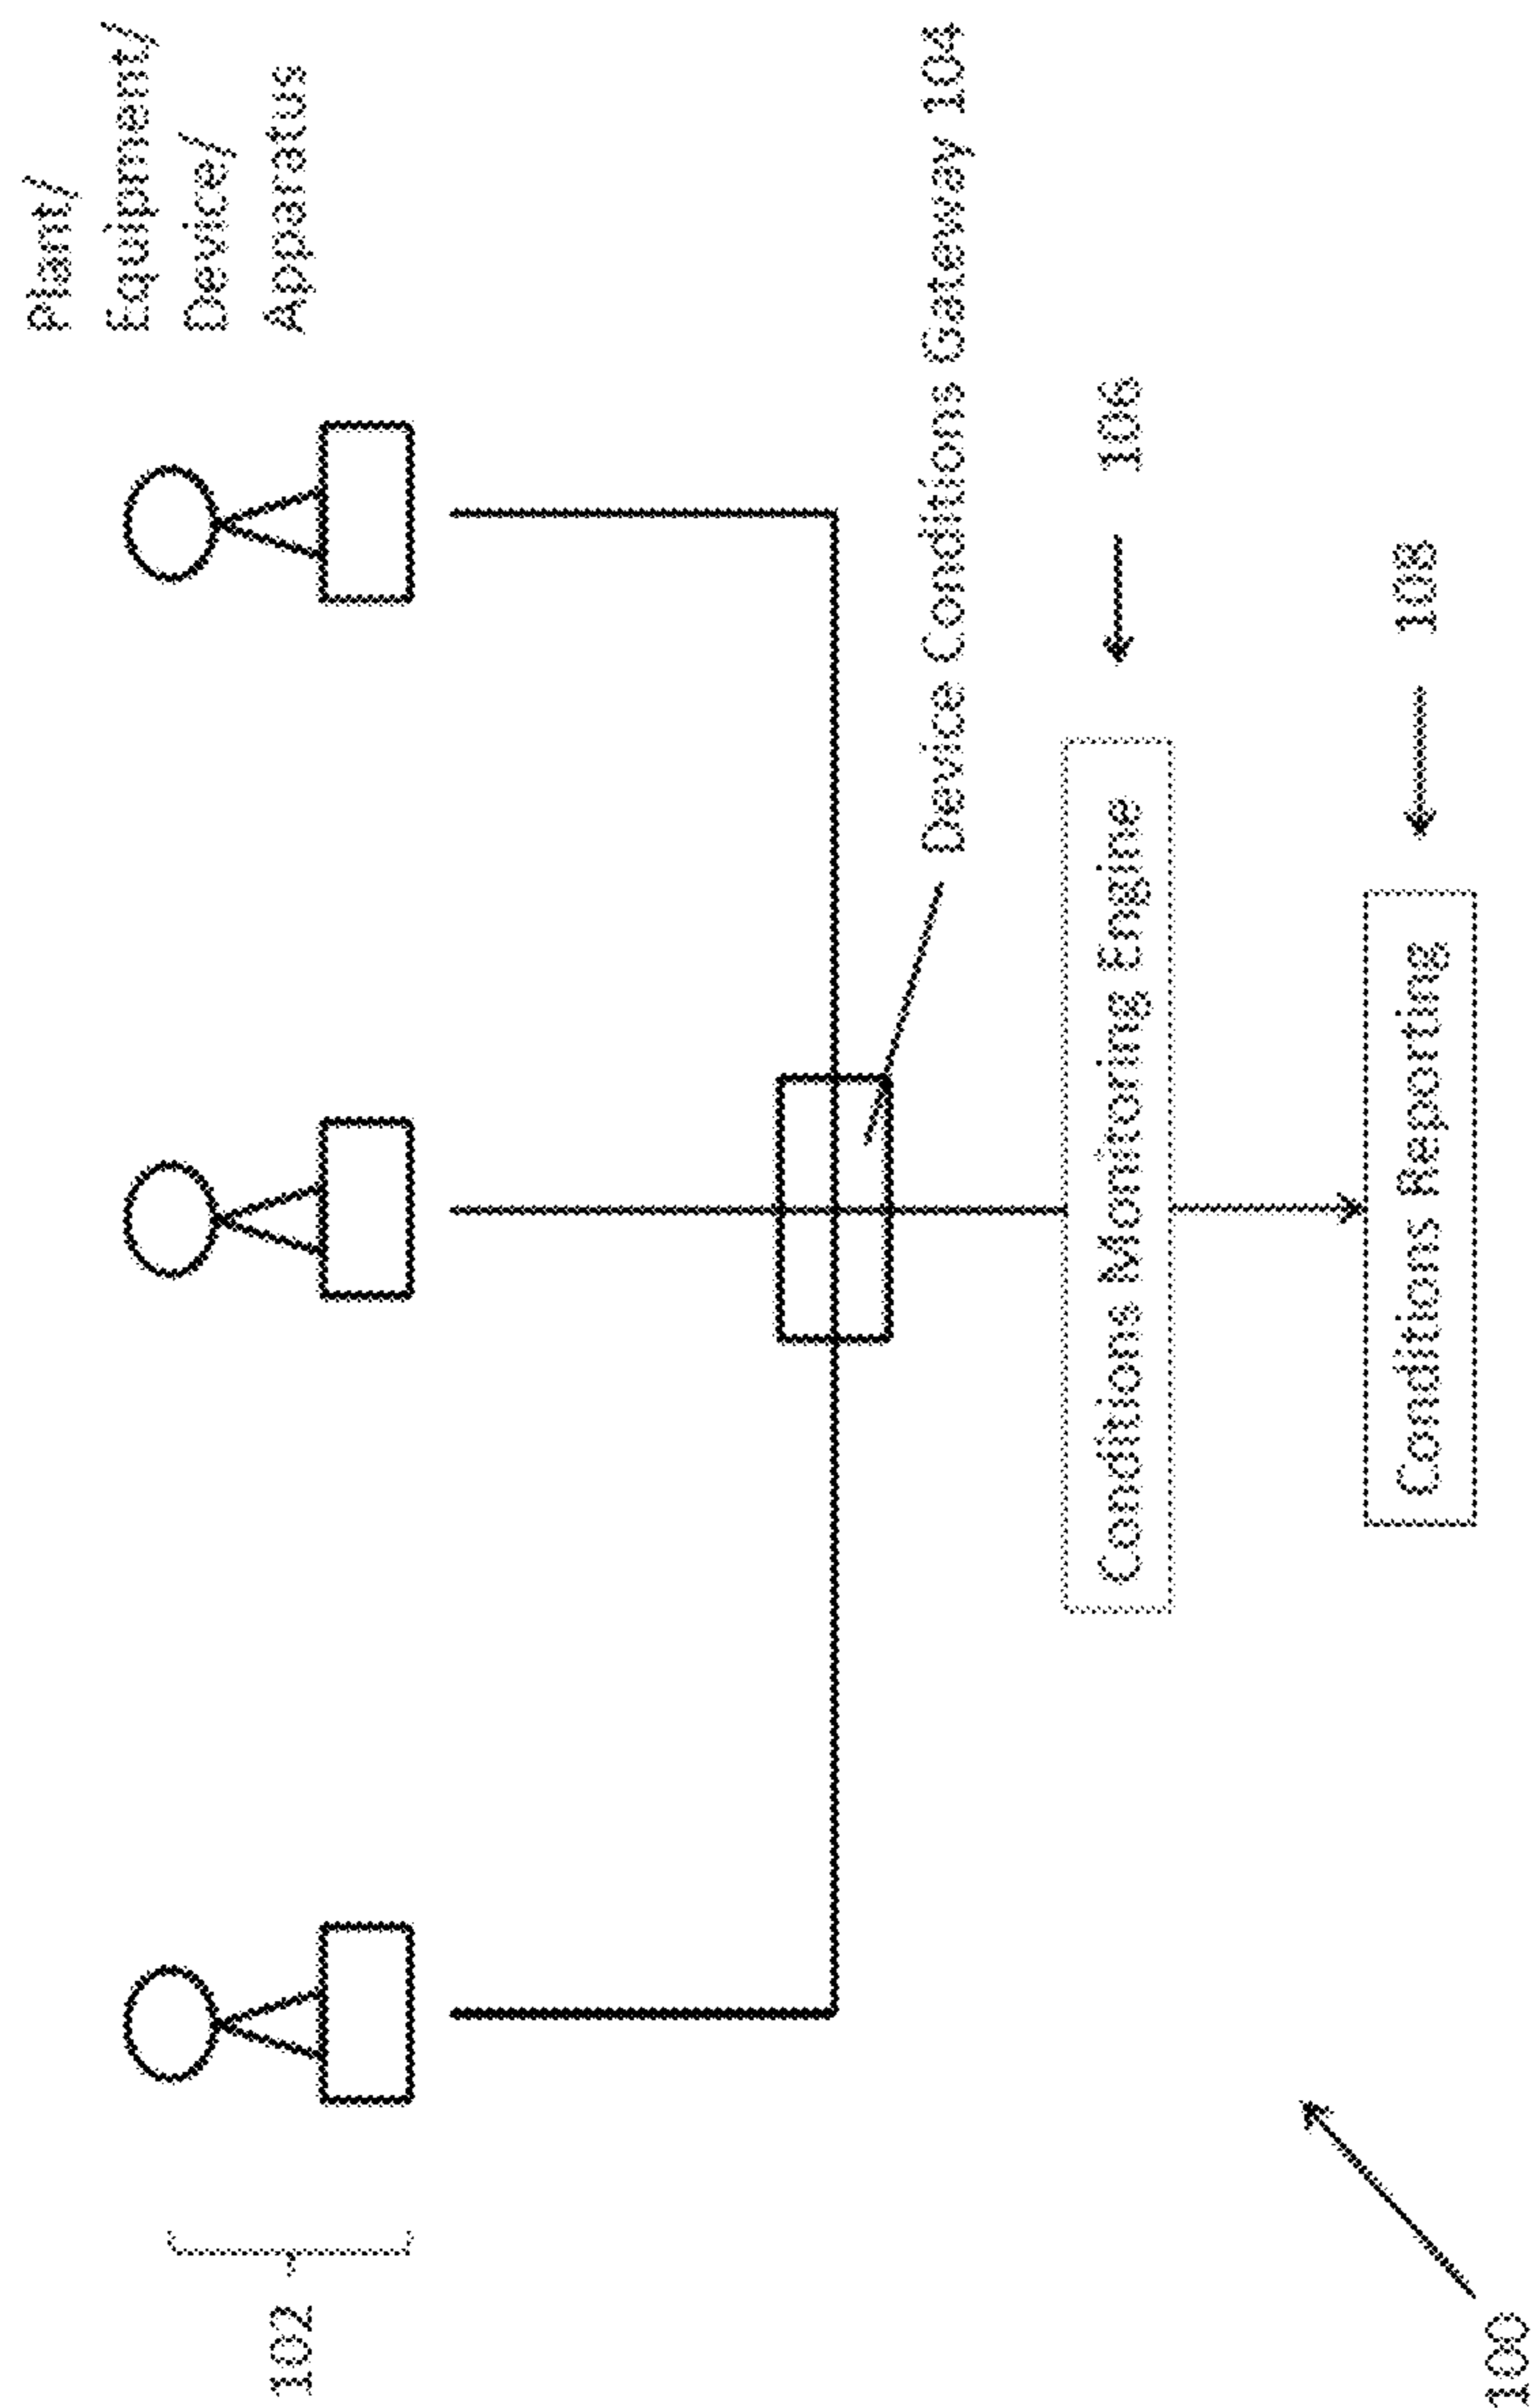 Plant/
Equipment/
Device/
Apparatus
102
Device Conditions Gateway 104
Conditions Monitoring Engine
106
Conditions Reporting
108
100